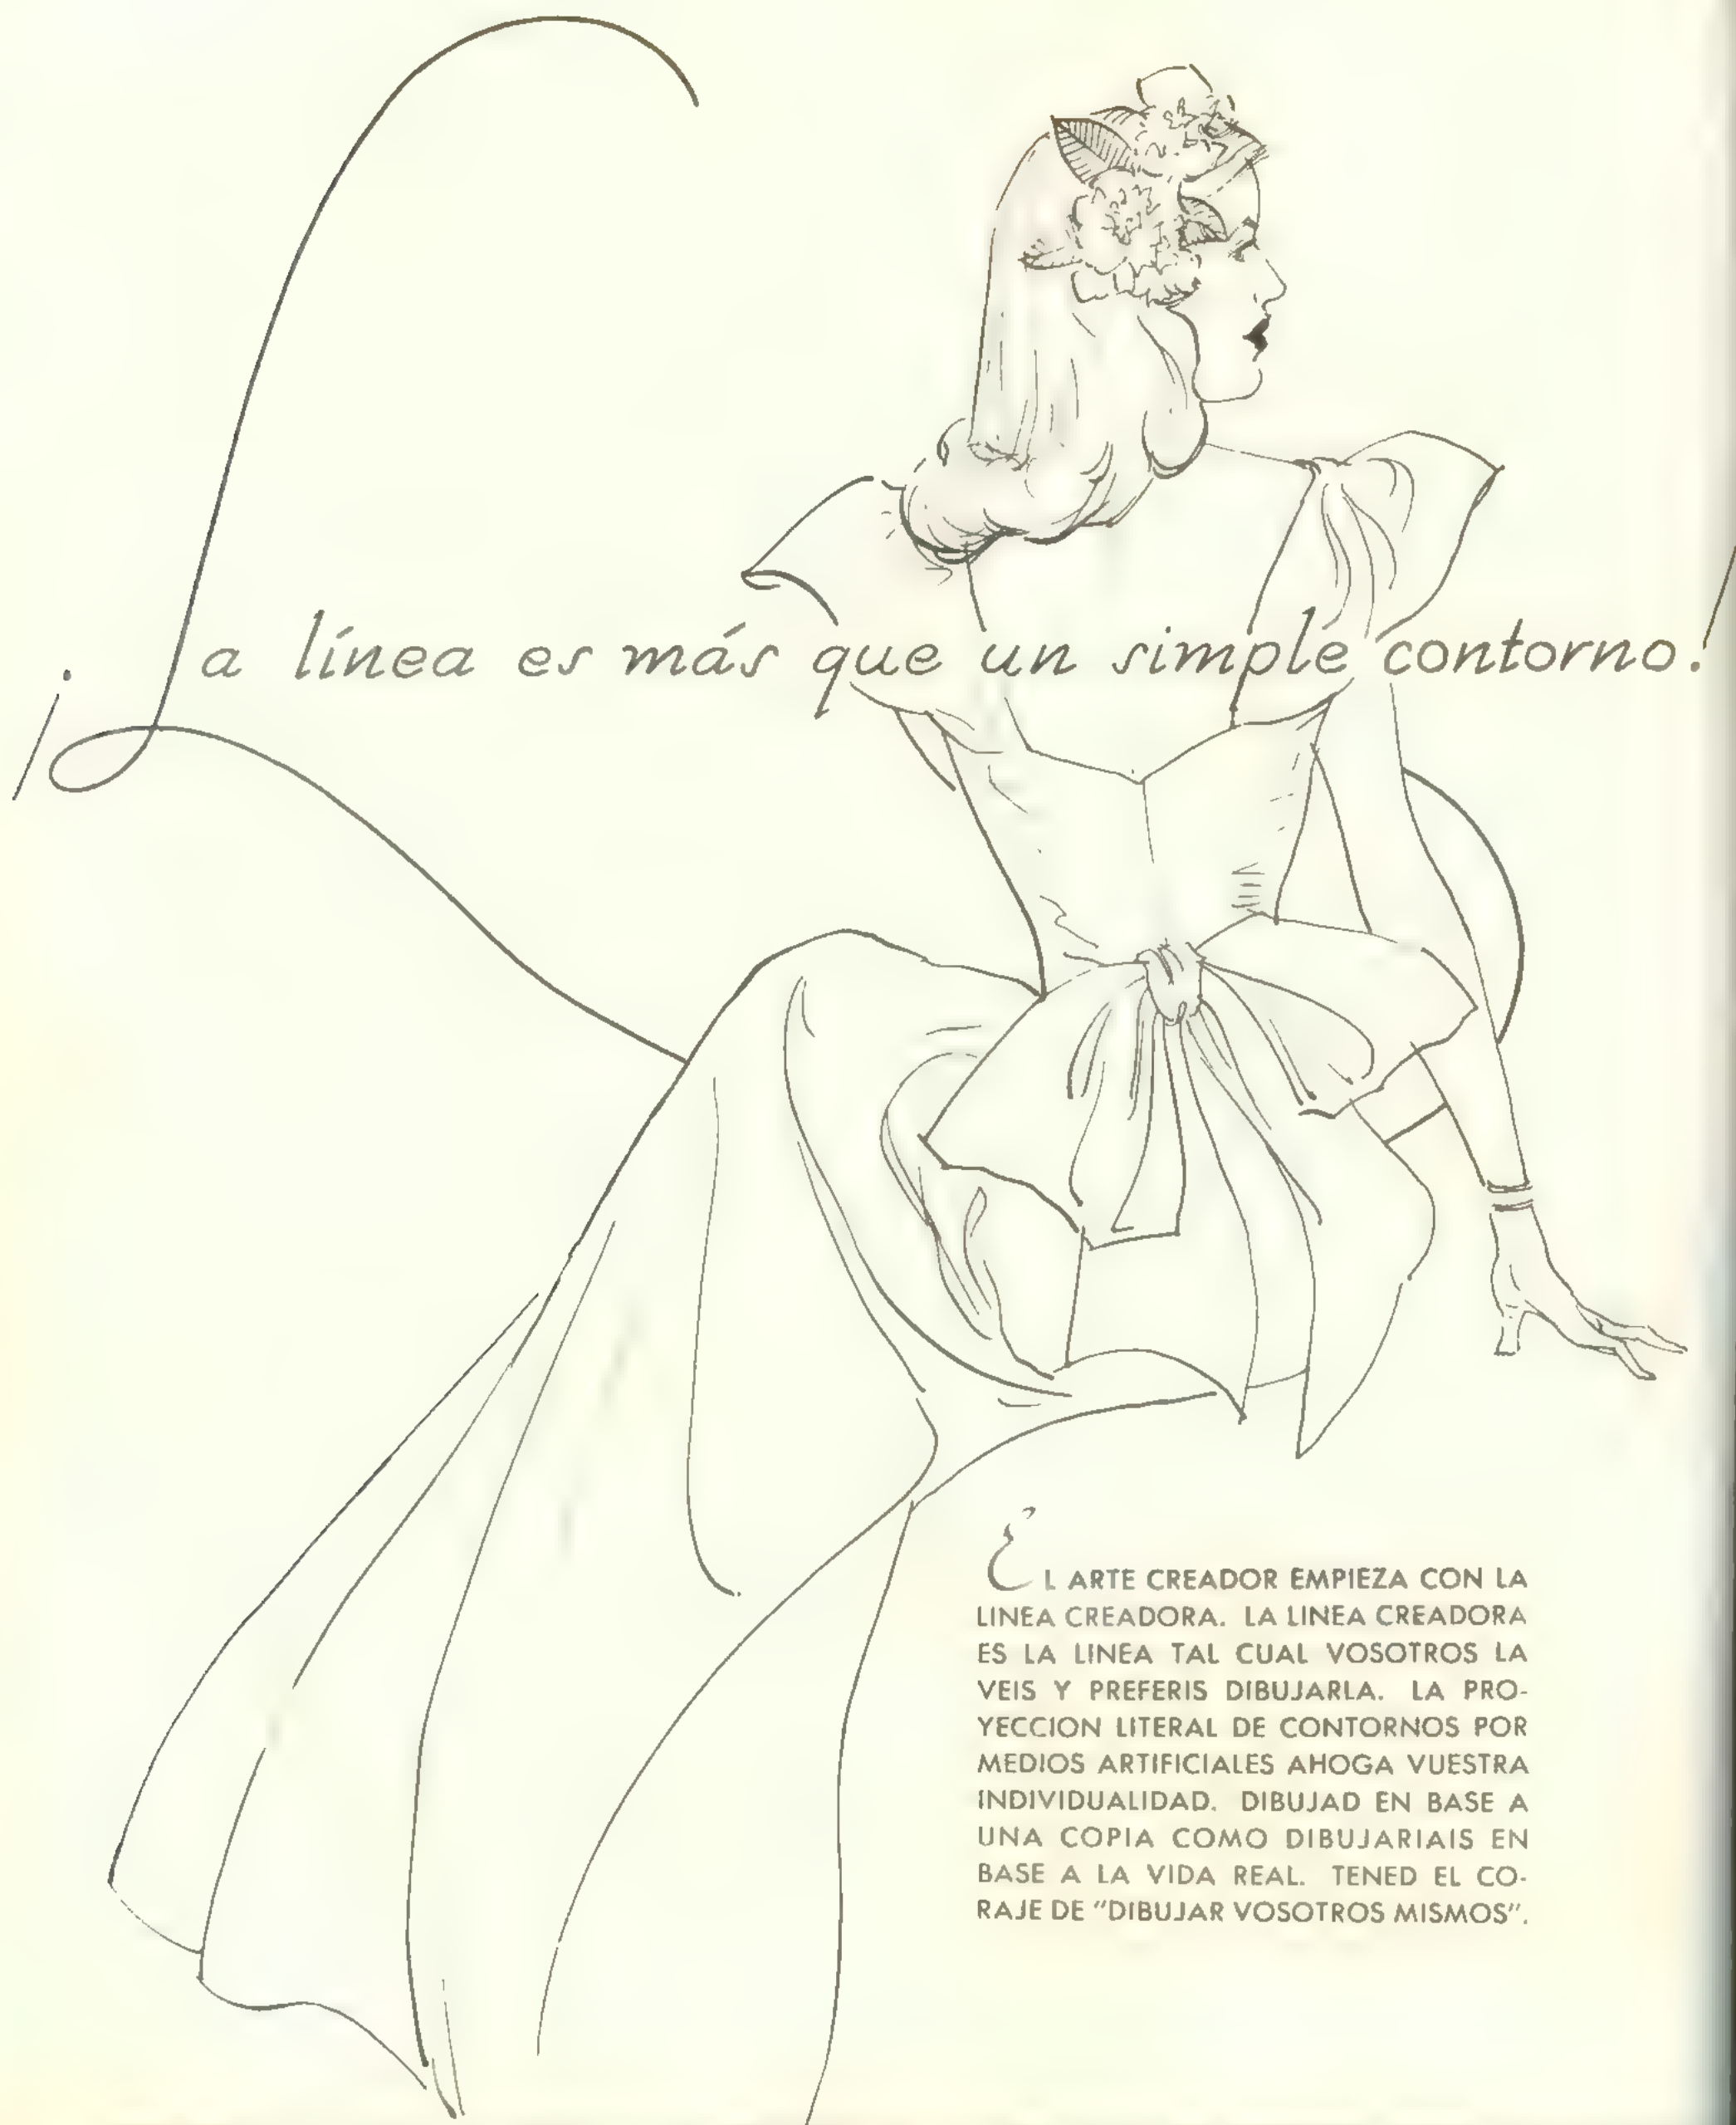 ¡La línea es más que un simple contorno!
EL ARTE CREADOR EMPIEZA CON LA
LINEA CREADORA. LA LINEA CREADORA
ES LA LINEA TAL CUAL VOSOTROS LA
VEIS Y PREFERIS DIBUJARLA. LA PRO-
YECCION LITERAL DE CONTORNOS POR
MEDIOS ARTIFICIALES AHOGA VUESTRA
INDIVIDUALIDAD. DIBUJAD EN BASE A
UNA COPIA COMO DIBUJARIAIS EN
BASE A LA VIDA REAL. TENED EL CO-
RAJE DE "DIBUJAR VOSOTROS MISMOS".